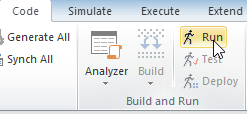 Code Simulate Execute Extend
Generate All
Synch All
Analyzer
Build
Run
Test
Deploy
Build and Run